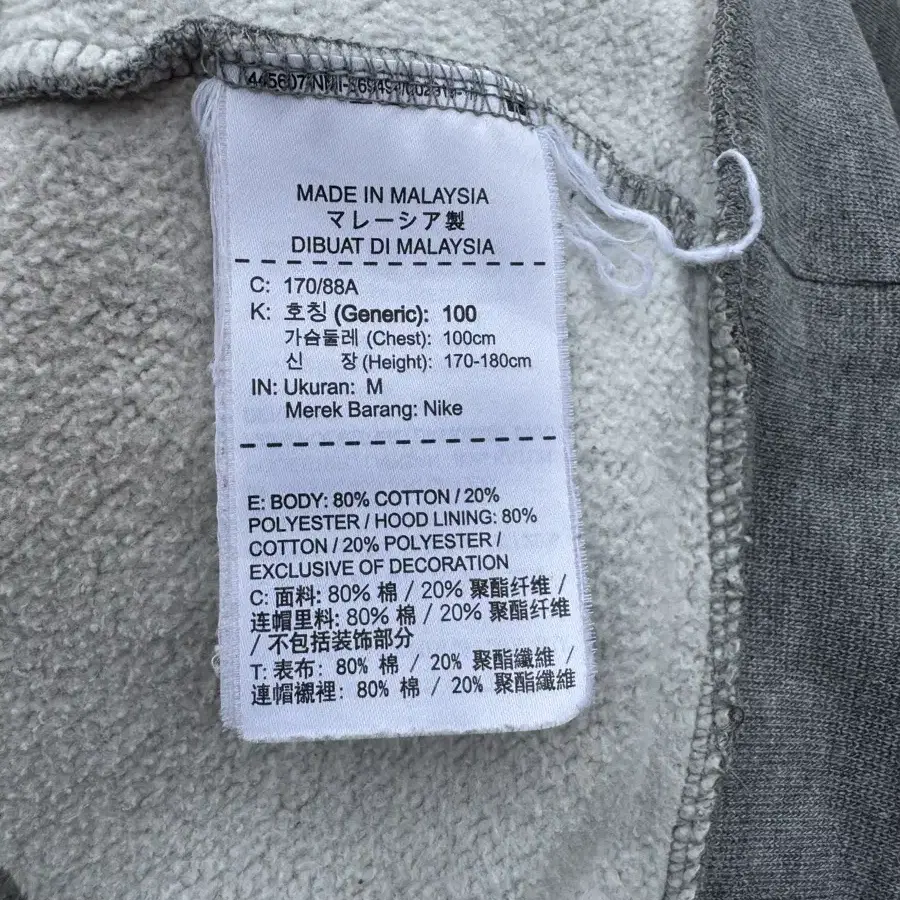 445607
MADE IN MALAYSIA
マレーシア製
DIBUAT DI MALAYSIA
C: 170/88A
K: 호칭 (Generic): 100
가슴둘레 (Chest): 100cm
신 장 (Height): 170-180cm
IN: Ukuran: M
Merek Barang: Nike
E: BODY: 80% COTTON / 20%
POLYESTER / HOOD LINING: 80%
COTTON / 20% POLYESTER /
EXCLUSIVE OF DECORATION
C: 面料: 80% 棉 / 20% 聚酯纤维 /
连帽里料: 80% 棉 / 20% 聚酯纤维
/ 不包括装饰部分
T: 表布: 80% 棉 / 20% 聚酯纖維 /
連帽襯裡: 80% 棉 / 20% 聚酯纖維